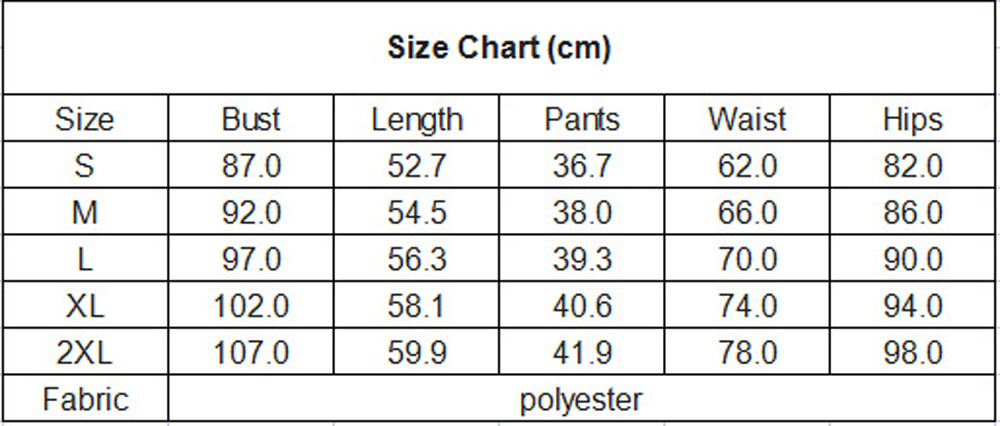 Size Chart (cm)
Size Bust Length Pants Waist Hips
S 87.0 52.7 36.7 62.0 82.0
M 92.0 54.5 38.0 66.0 86.0
L 97.0 56.3 39.3 70.0 90.0
XL 102.0 58.1 40.6 74.0 94.0
2XL 107.0 59.9 41.9 78.0 98.0
Fabric polyester